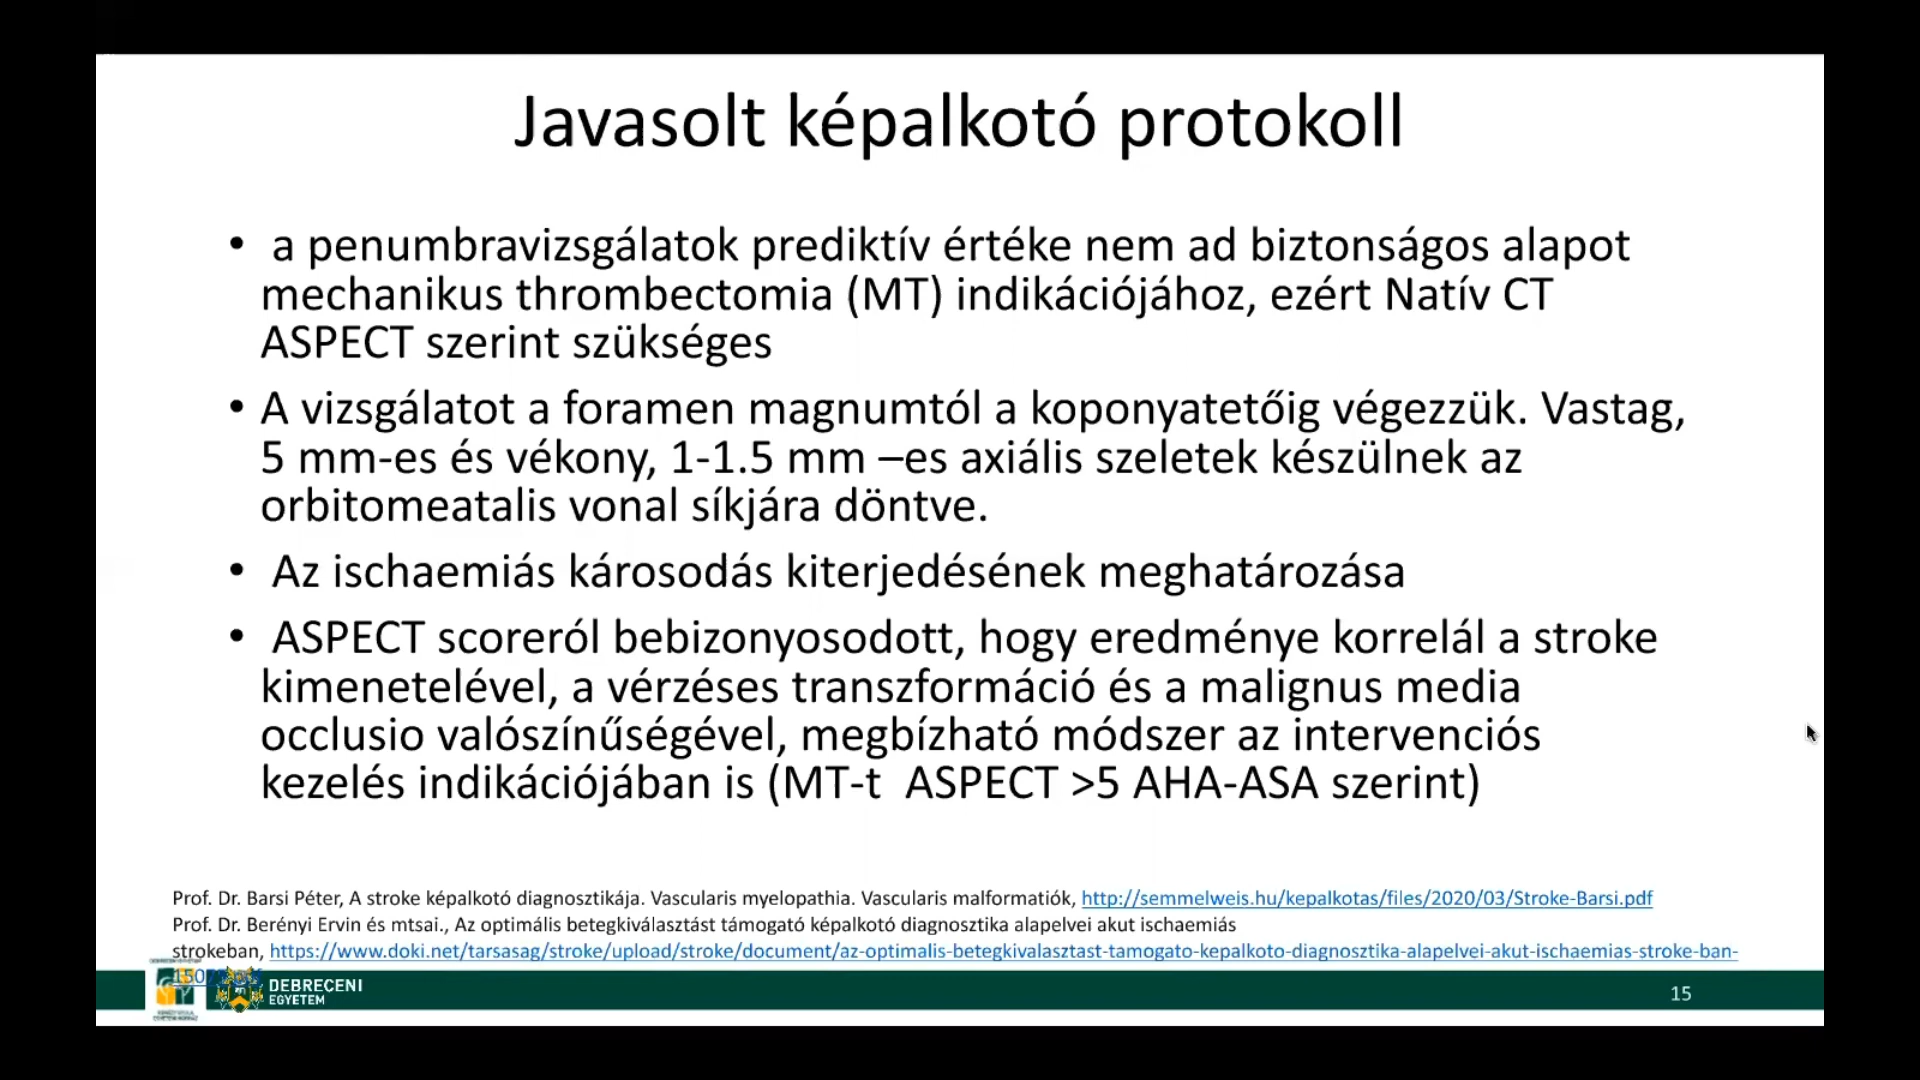 Javasolt képalkotó protokoll
• a penumbravizsgálatok prediktív értéke nem ad biztonságos alapot
mechanikus thrombectomia (MT) indikációjához, ezért Natív CT
ASPECT szerint szükséges
• A vizsgálatot a foramen magnumtól a koponyatetőig végezzük. Vastag,
5 mm-es és vékony, 1-1.5 mm –es axiális szeletek készülnek az
orbitomeatalis vonal síkjára döntve.
• Az ischaemiás károsodás kiterjedésének meghatározása
• ASPECT scoreról bebizonyosodott, hogy eredménye korrelál a stroke
kimenetelével, a vérzéses transzformáció és a malignus media
occlusio valószínűségével, megbízható módszer az intervenciós
kezelés indikációjában is (MT-t  ASPECT >5 AHA-ASA szerint)
Prof. Dr. Barsi Péter, A stroke képalkotó diagnosztikája. Vascularis myelopathia. Vascularis malformatiók, http://semmelweis.hu/kepalkotas/files/2020/03/Stroke-Barsi.pdf
Prof. Dr. Berényi Ervin és mtsai., Az optimális betegkiválasztást támogató képalkotó diagnosztika alapelvei akut ischaemiás
strokeban, https://www.doki.net/tarsasag/stroke/upload/stroke/document/az-optimalis-betegkivalasztast-tamogato-kepalkoto-diagnosztika-alapelvei-akut-ischaemias-stroke-ban-
DEBRECENI
EGYETEM
15